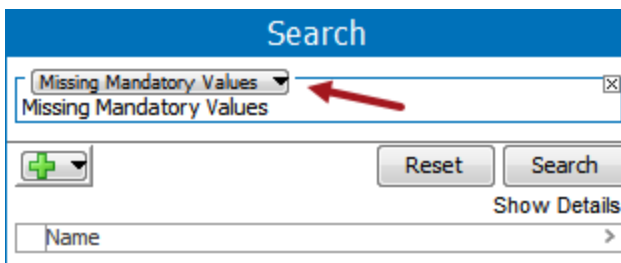 Search
Missing Mandatory Values
Missing Mandatory Values
Reset Search
Show Details
Name